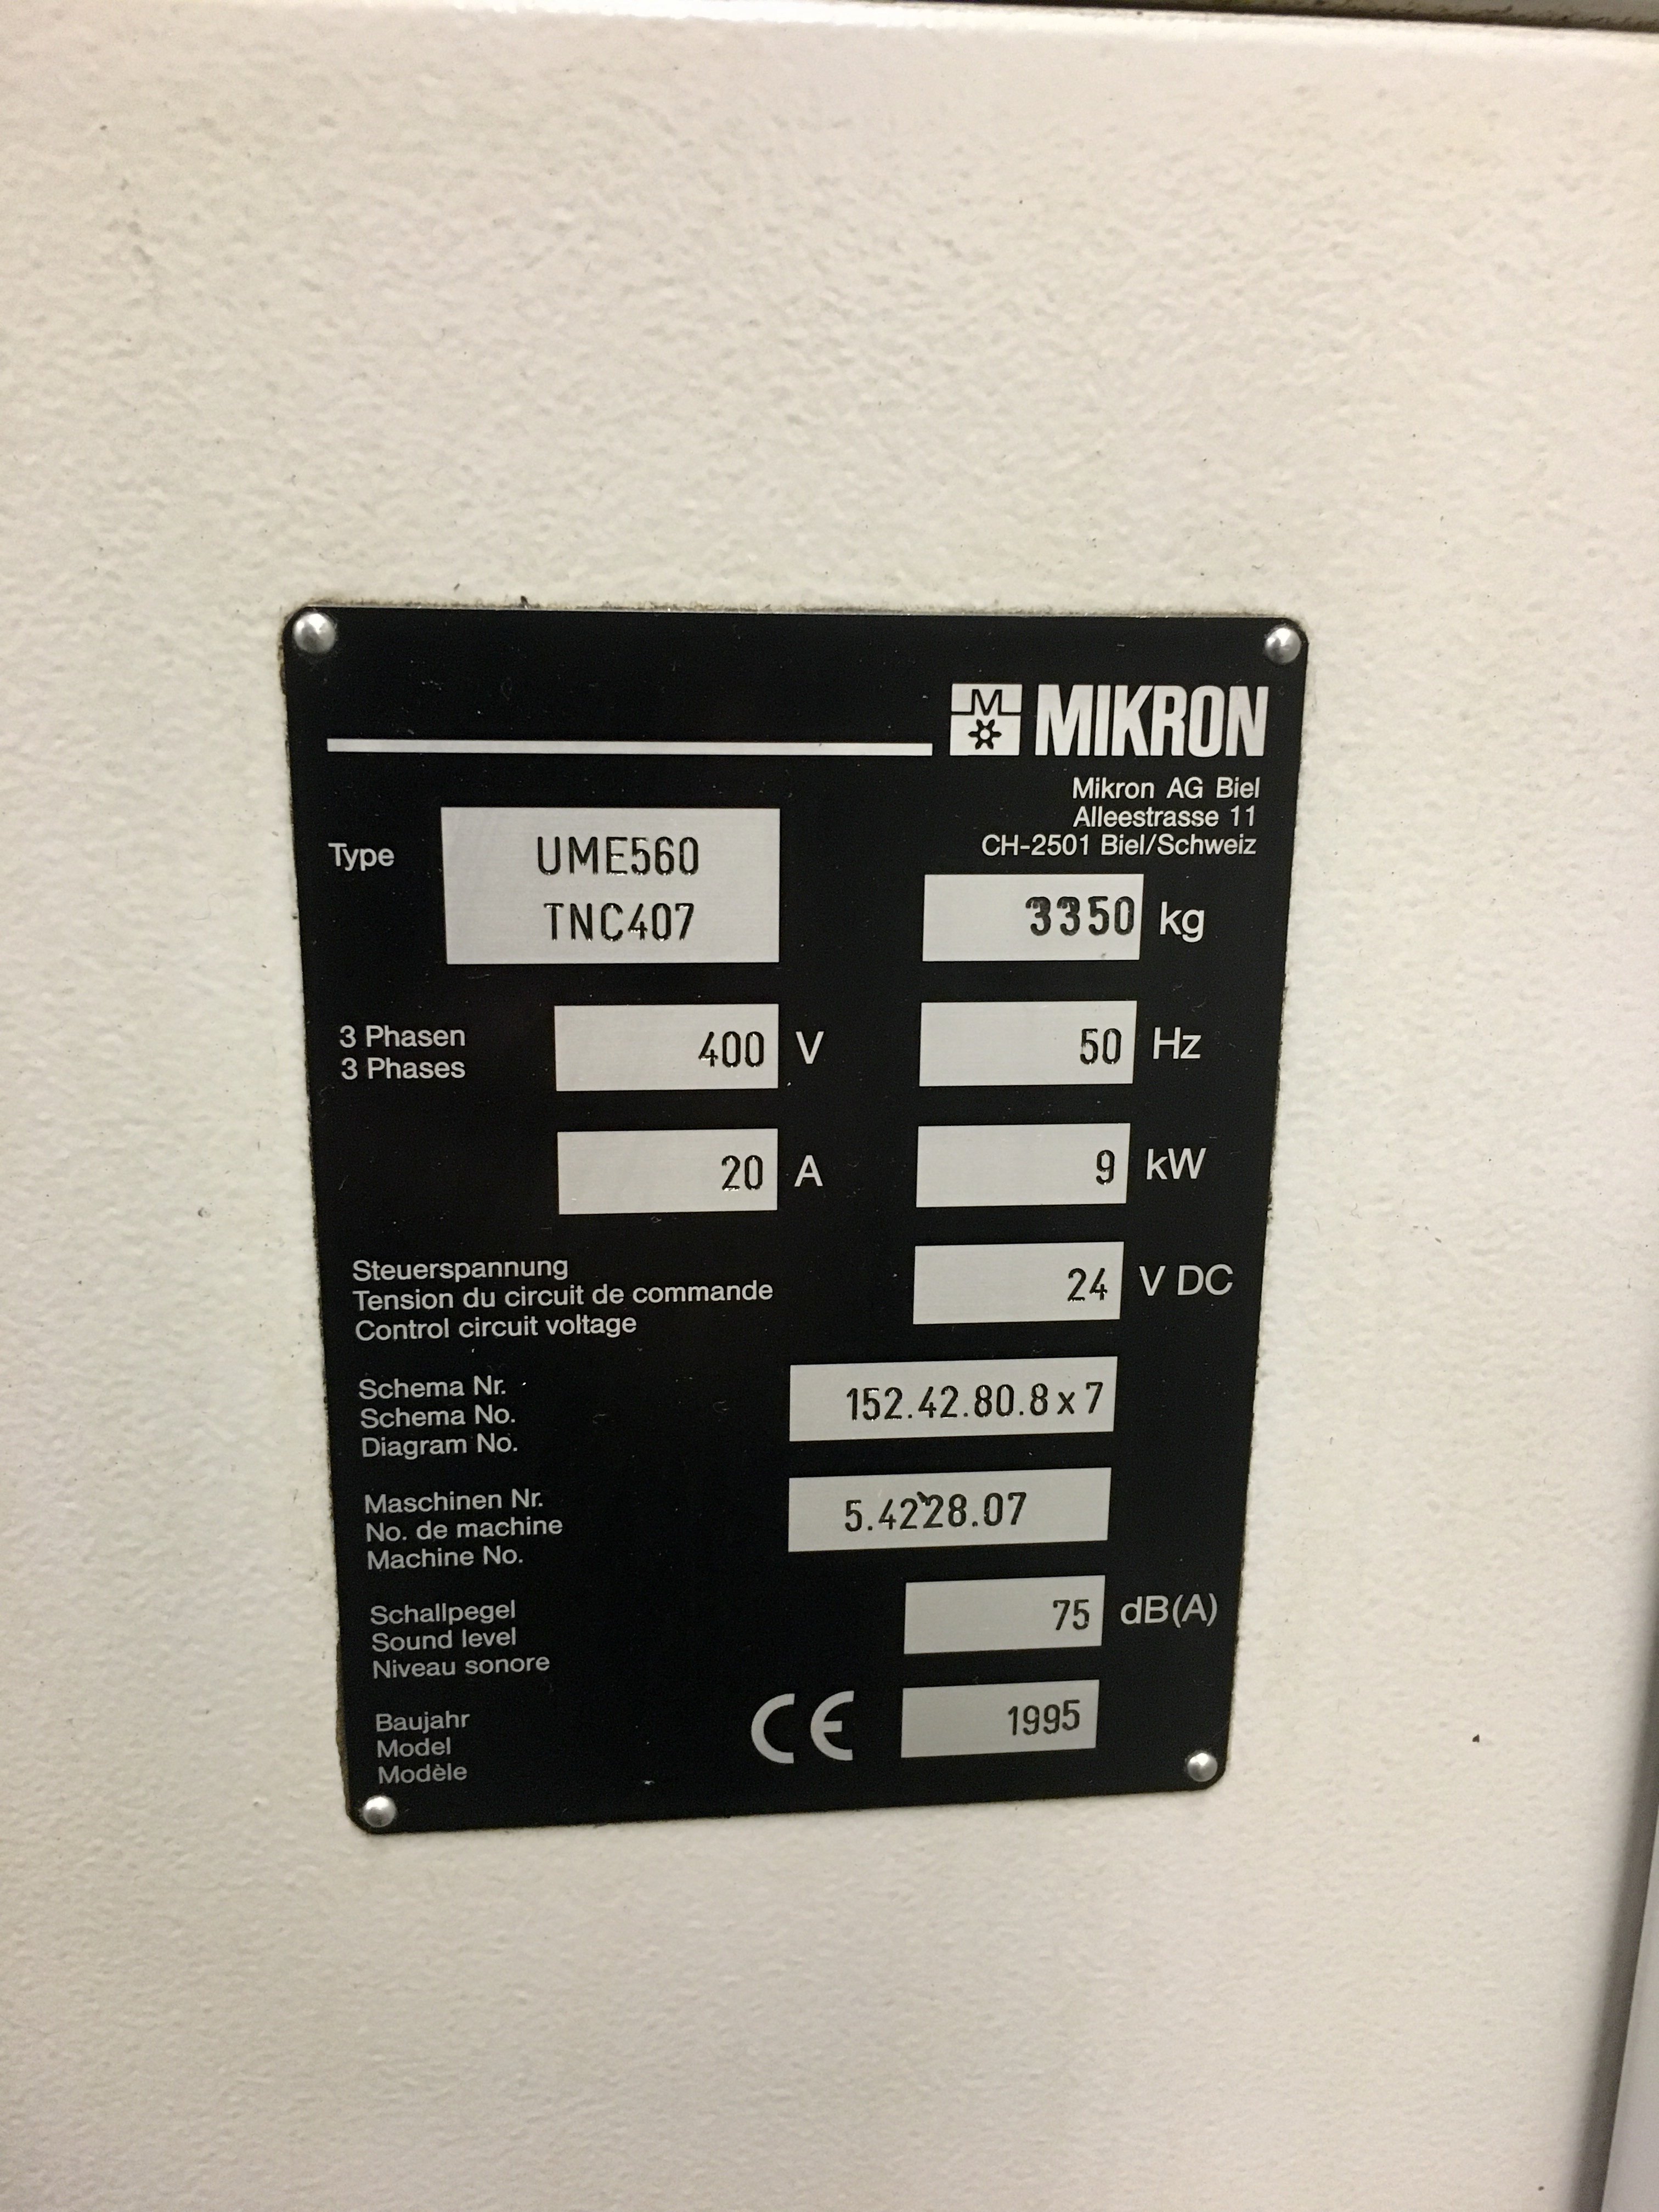 M MIKRON
Mikron AG Biel
Alleestrasse 11
CH-2501 Biel/Schweiz
Type UME560
TNC407
3350 kg
3 Phasen
3 Phases
400 V
50 Hz
20 A
9 kW
Steuerspannung
Tension du circuit de commande
Control circuit voltage
24 V DC
Schema Nr.
Schema No.
Diagram No.
152.42.80.8x7
Maschinen Nr.
No. de machine
Machine No.
5.4228.07
Schallpegel
Sound level
Niveau sonore
75 dB(A)
Baujahr
Model
Modèle
CE 1995